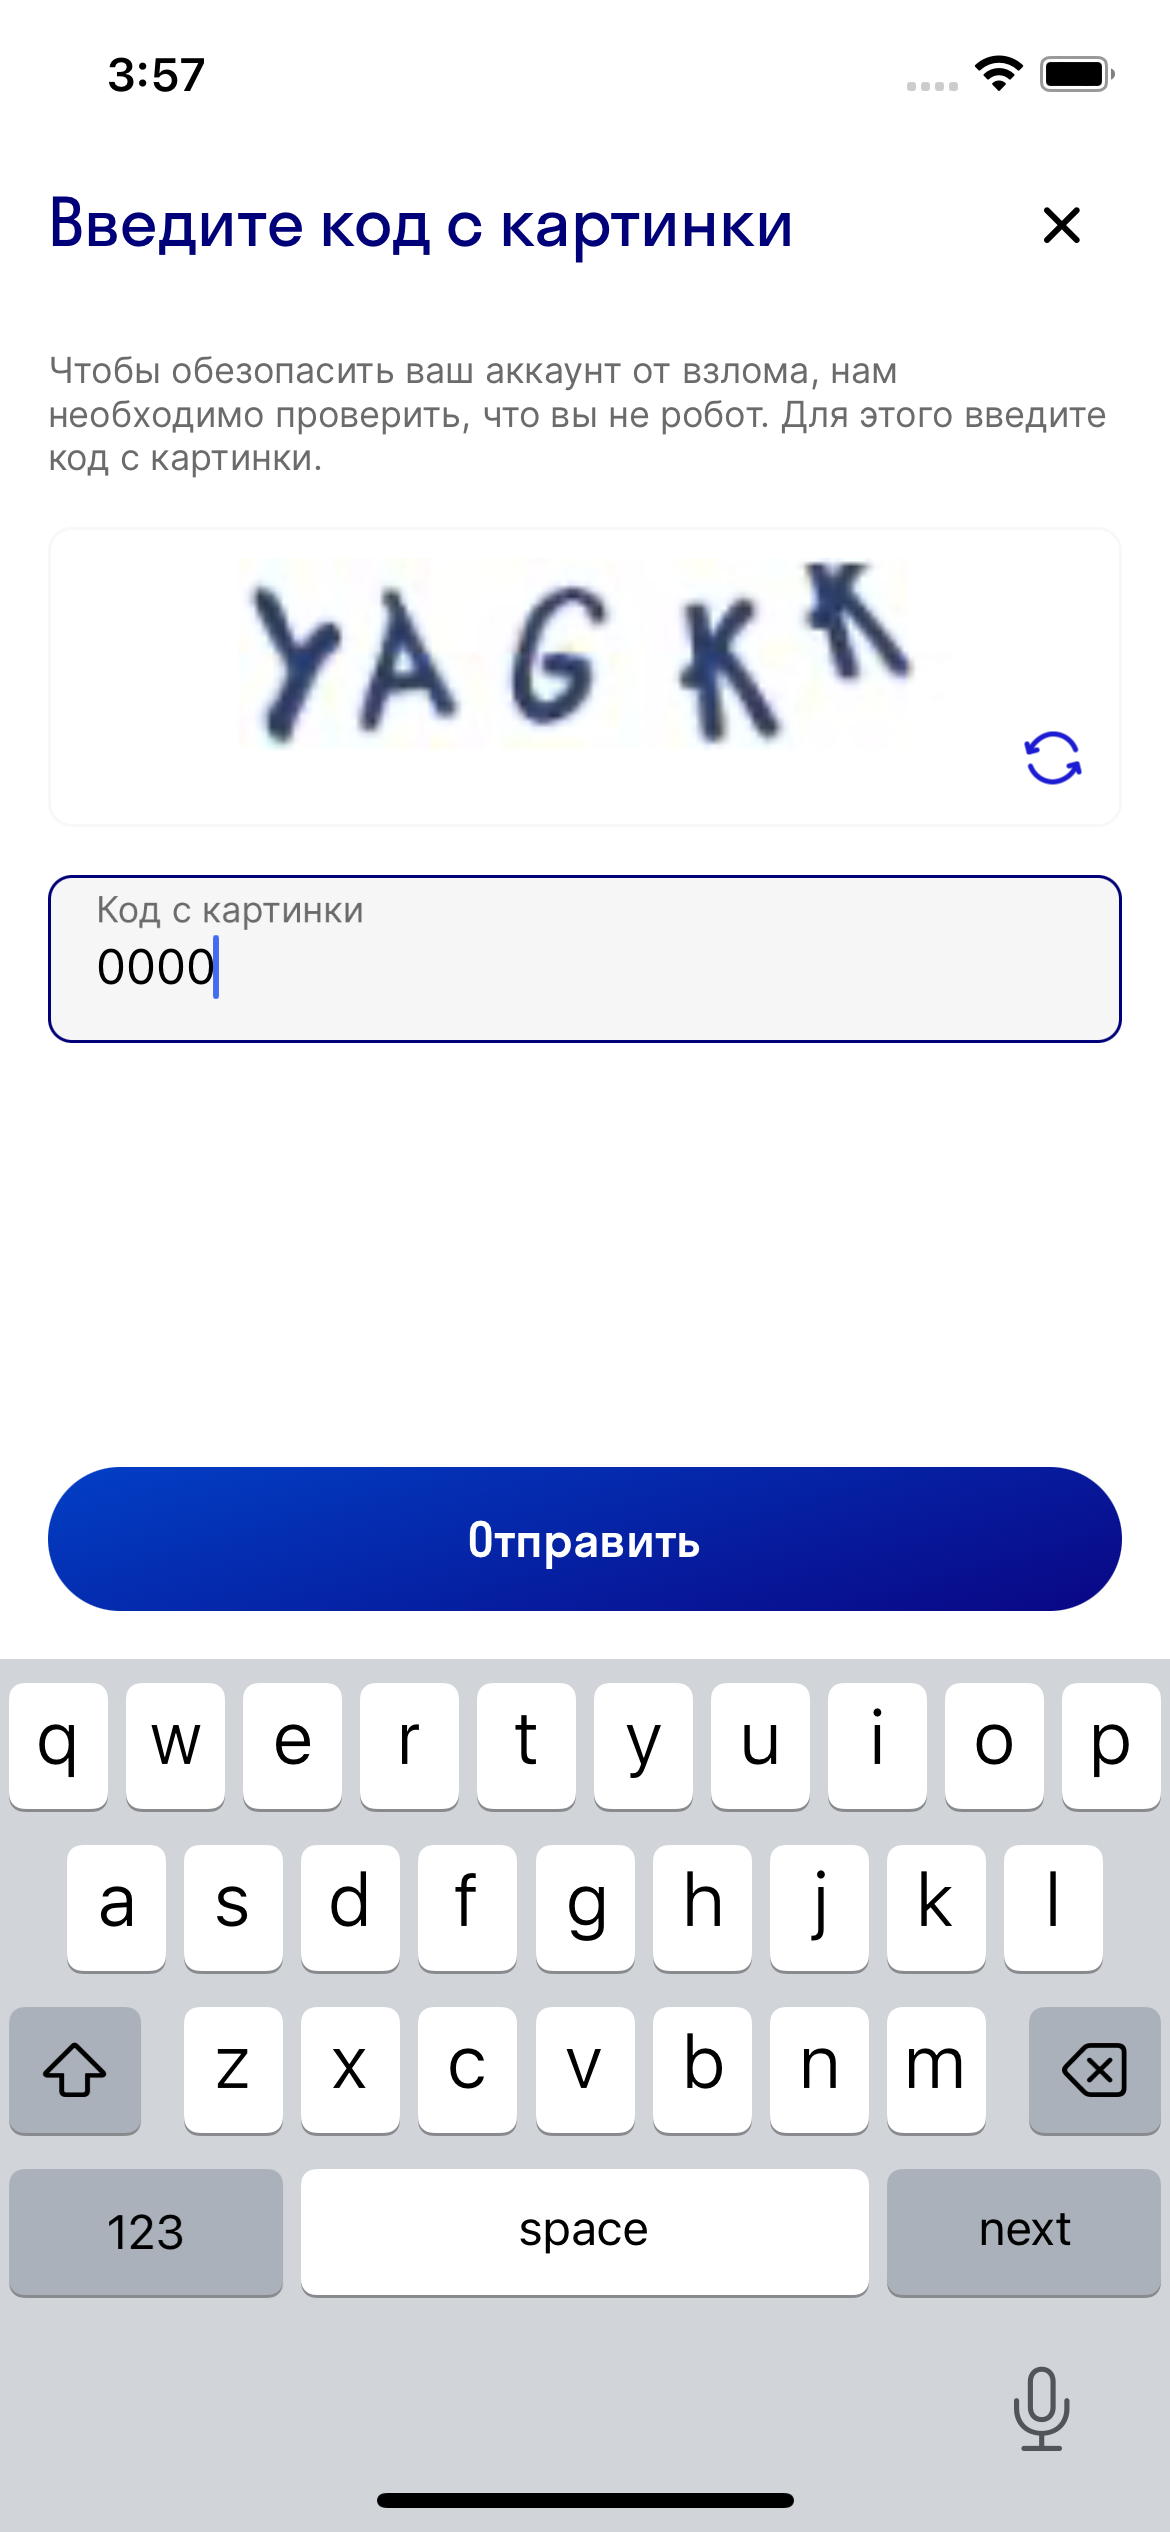 3:57
Введите код с картинки
Чтобы обезопасить ваш аккаунт от взлома, нам
необходимо проверить, что вы не робот. Для этого введите
код с картинки.
YAGKK
Код с картинки
0000
Отправить
q w e r t y u i o p
a s d f g h j k l
z x c v b n m
123 space next